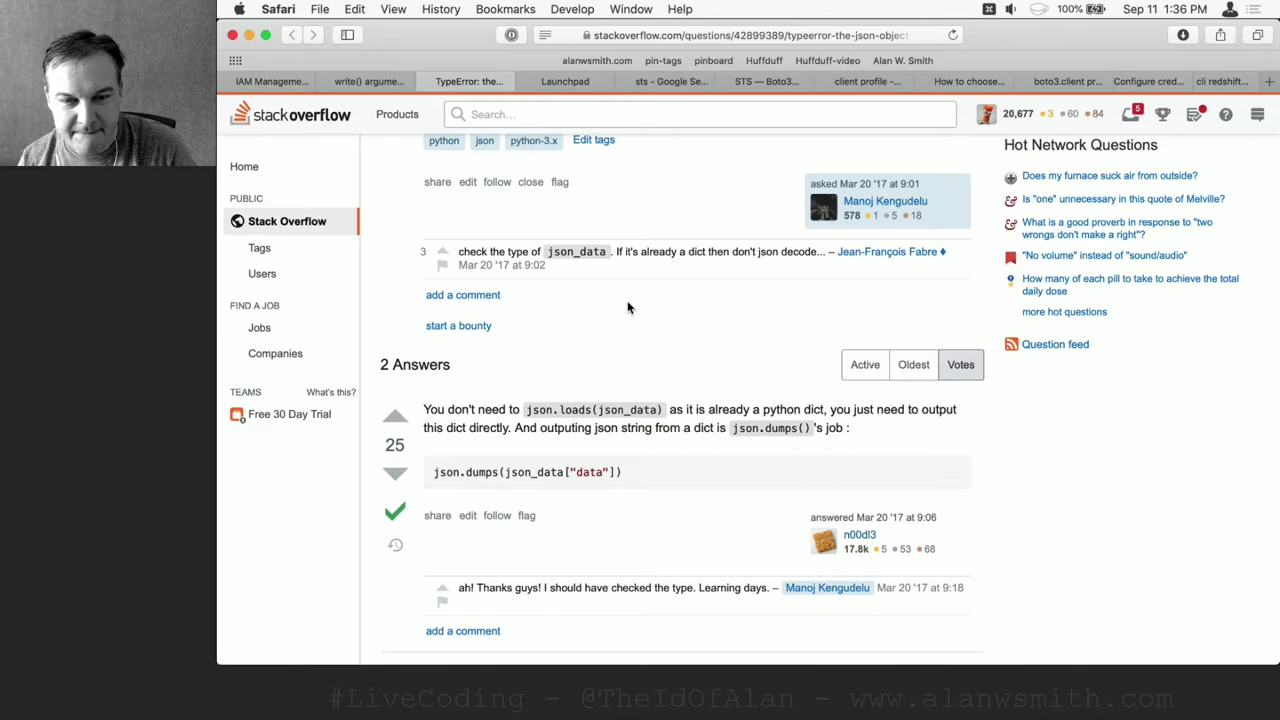 Safari File Edit View History Bookmarks Develop Window Help 100% Sep 11 1:36 PM
stackoverflow.com/questions/42899389/typeerror-the-json-object-
alanwsmith.com pin-tags pinboard Huffduff Huffduff-video Alan W. Smith
IAM Manageme... write() argume... TypeError: the... Launchpad sts - Google Se... STS — Boto3... client profile -... How to choose... boto3.client pr... Configure cred... cli redshift...
stackoverflow Products Search... 20,677 3 60 84 5
Home
PUBLIC
Stack Overflow
Tags
Users
FIND A JOB
Jobs
Companies
TEAMS What's this?
Free 30 Day Trial
python json python-3.x Edit tags
share edit follow close flag
asked Mar 20 '17 at 9:01
Manoj Kengudelu
578 1 5 18
3 check the type of json_data. If it's already a dict then don't json decode... – Jean-François Fabre ♦
Mar 20 '17 at 9:02
add a comment
start a bounty
2 Answers Active Oldest Votes
You don't need to json.loads(json_data) as it is already a python dict, you just need to output
this dict directly. And outputing json string from a dict is json.dumps()'s job :
25
json.dumps(json_data["data"])
share edit follow flag
answered Mar 20 '17 at 9:06
n00dl3
17.8k 5 53 68
ah! Thanks guys! I should have checked the type. Learning days. – Manoj Kengudelu Mar 20 '17 at 9:18
add a comment
Hot Network Questions
Does my furnace suck air from outside?
Is "one" unnecessary in this quote of Melville?
What is a good proverb in response to "two
wrongs don't make a right"?
"No volume" instead of "sound/audio"
How many of each pill to take to achieve the total
daily dose
more hot questions
Question feed
#LiveCoding - @TheIdOfAlan - www.alanwsmith.com